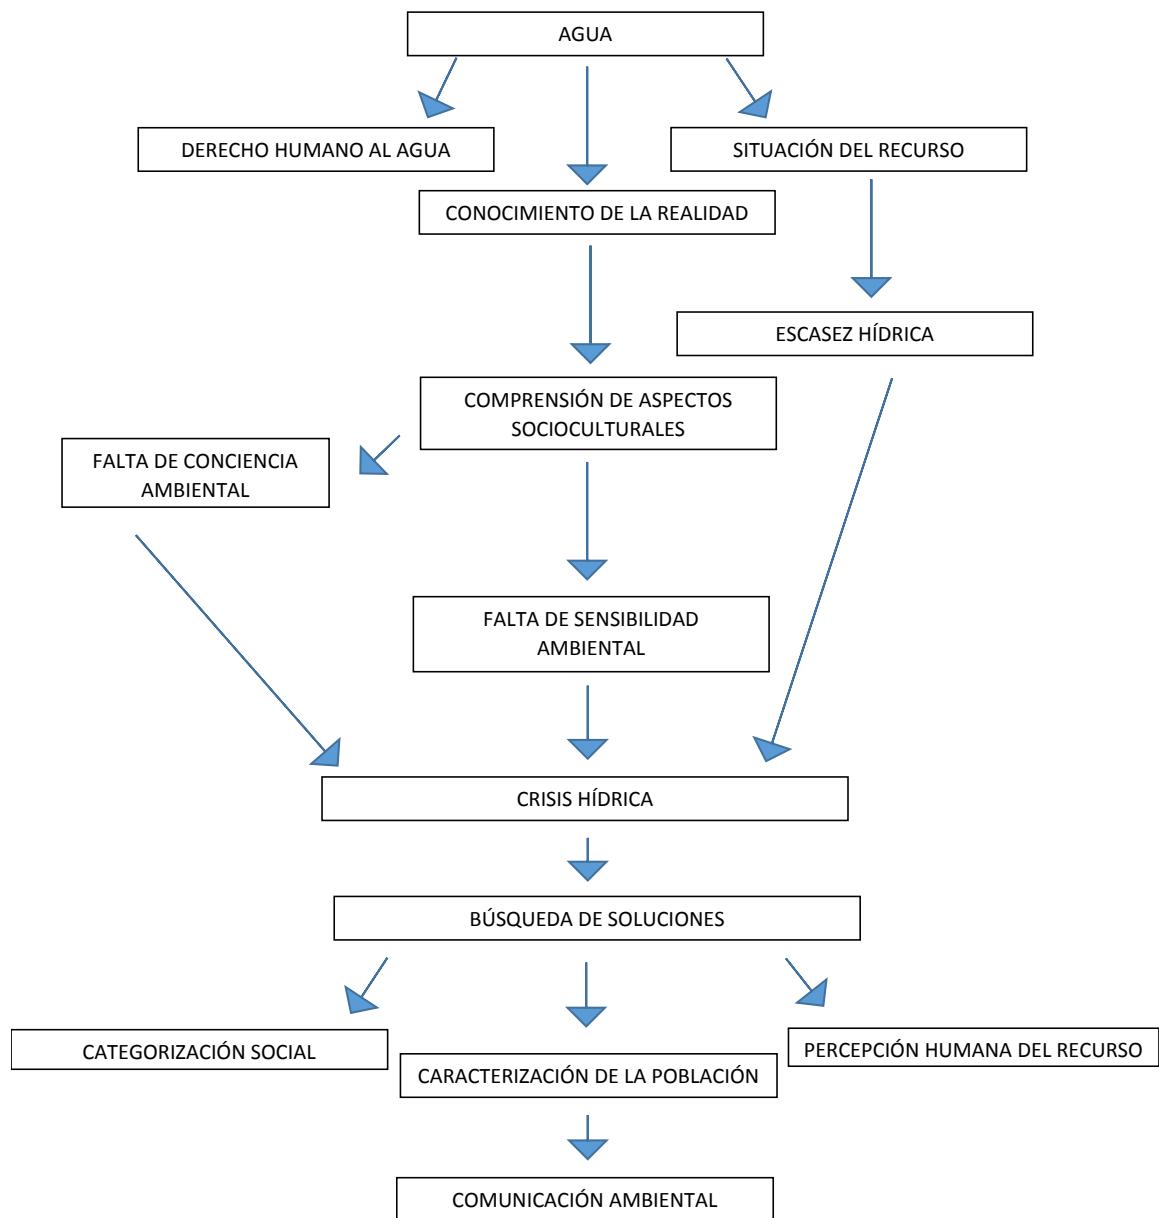 AGUA
DERECHO HUMANO AL AGUA
SITUACIÓN DEL RECURSO
CONOCIMIENTO DE LA REALIDAD
ESCASEZ HÍDRICA
COMPRENSIÓN DE ASPECTOS
SOCIOCULTURALES
FALTA DE CONCIENCIA
AMBIENTAL
FALTA DE SENSIBILIDAD
AMBIENTAL
CRISIS HÍDRICA
BÚSQUEDA DE SOLUCIONES
CATEGORIZACIÓN SOCIAL
CARACTERIZACIÓN DE LA POBLACIÓN
PERCEPCIÓN HUMANA DEL RECURSO
COMUNICACIÓN AMBIENTAL